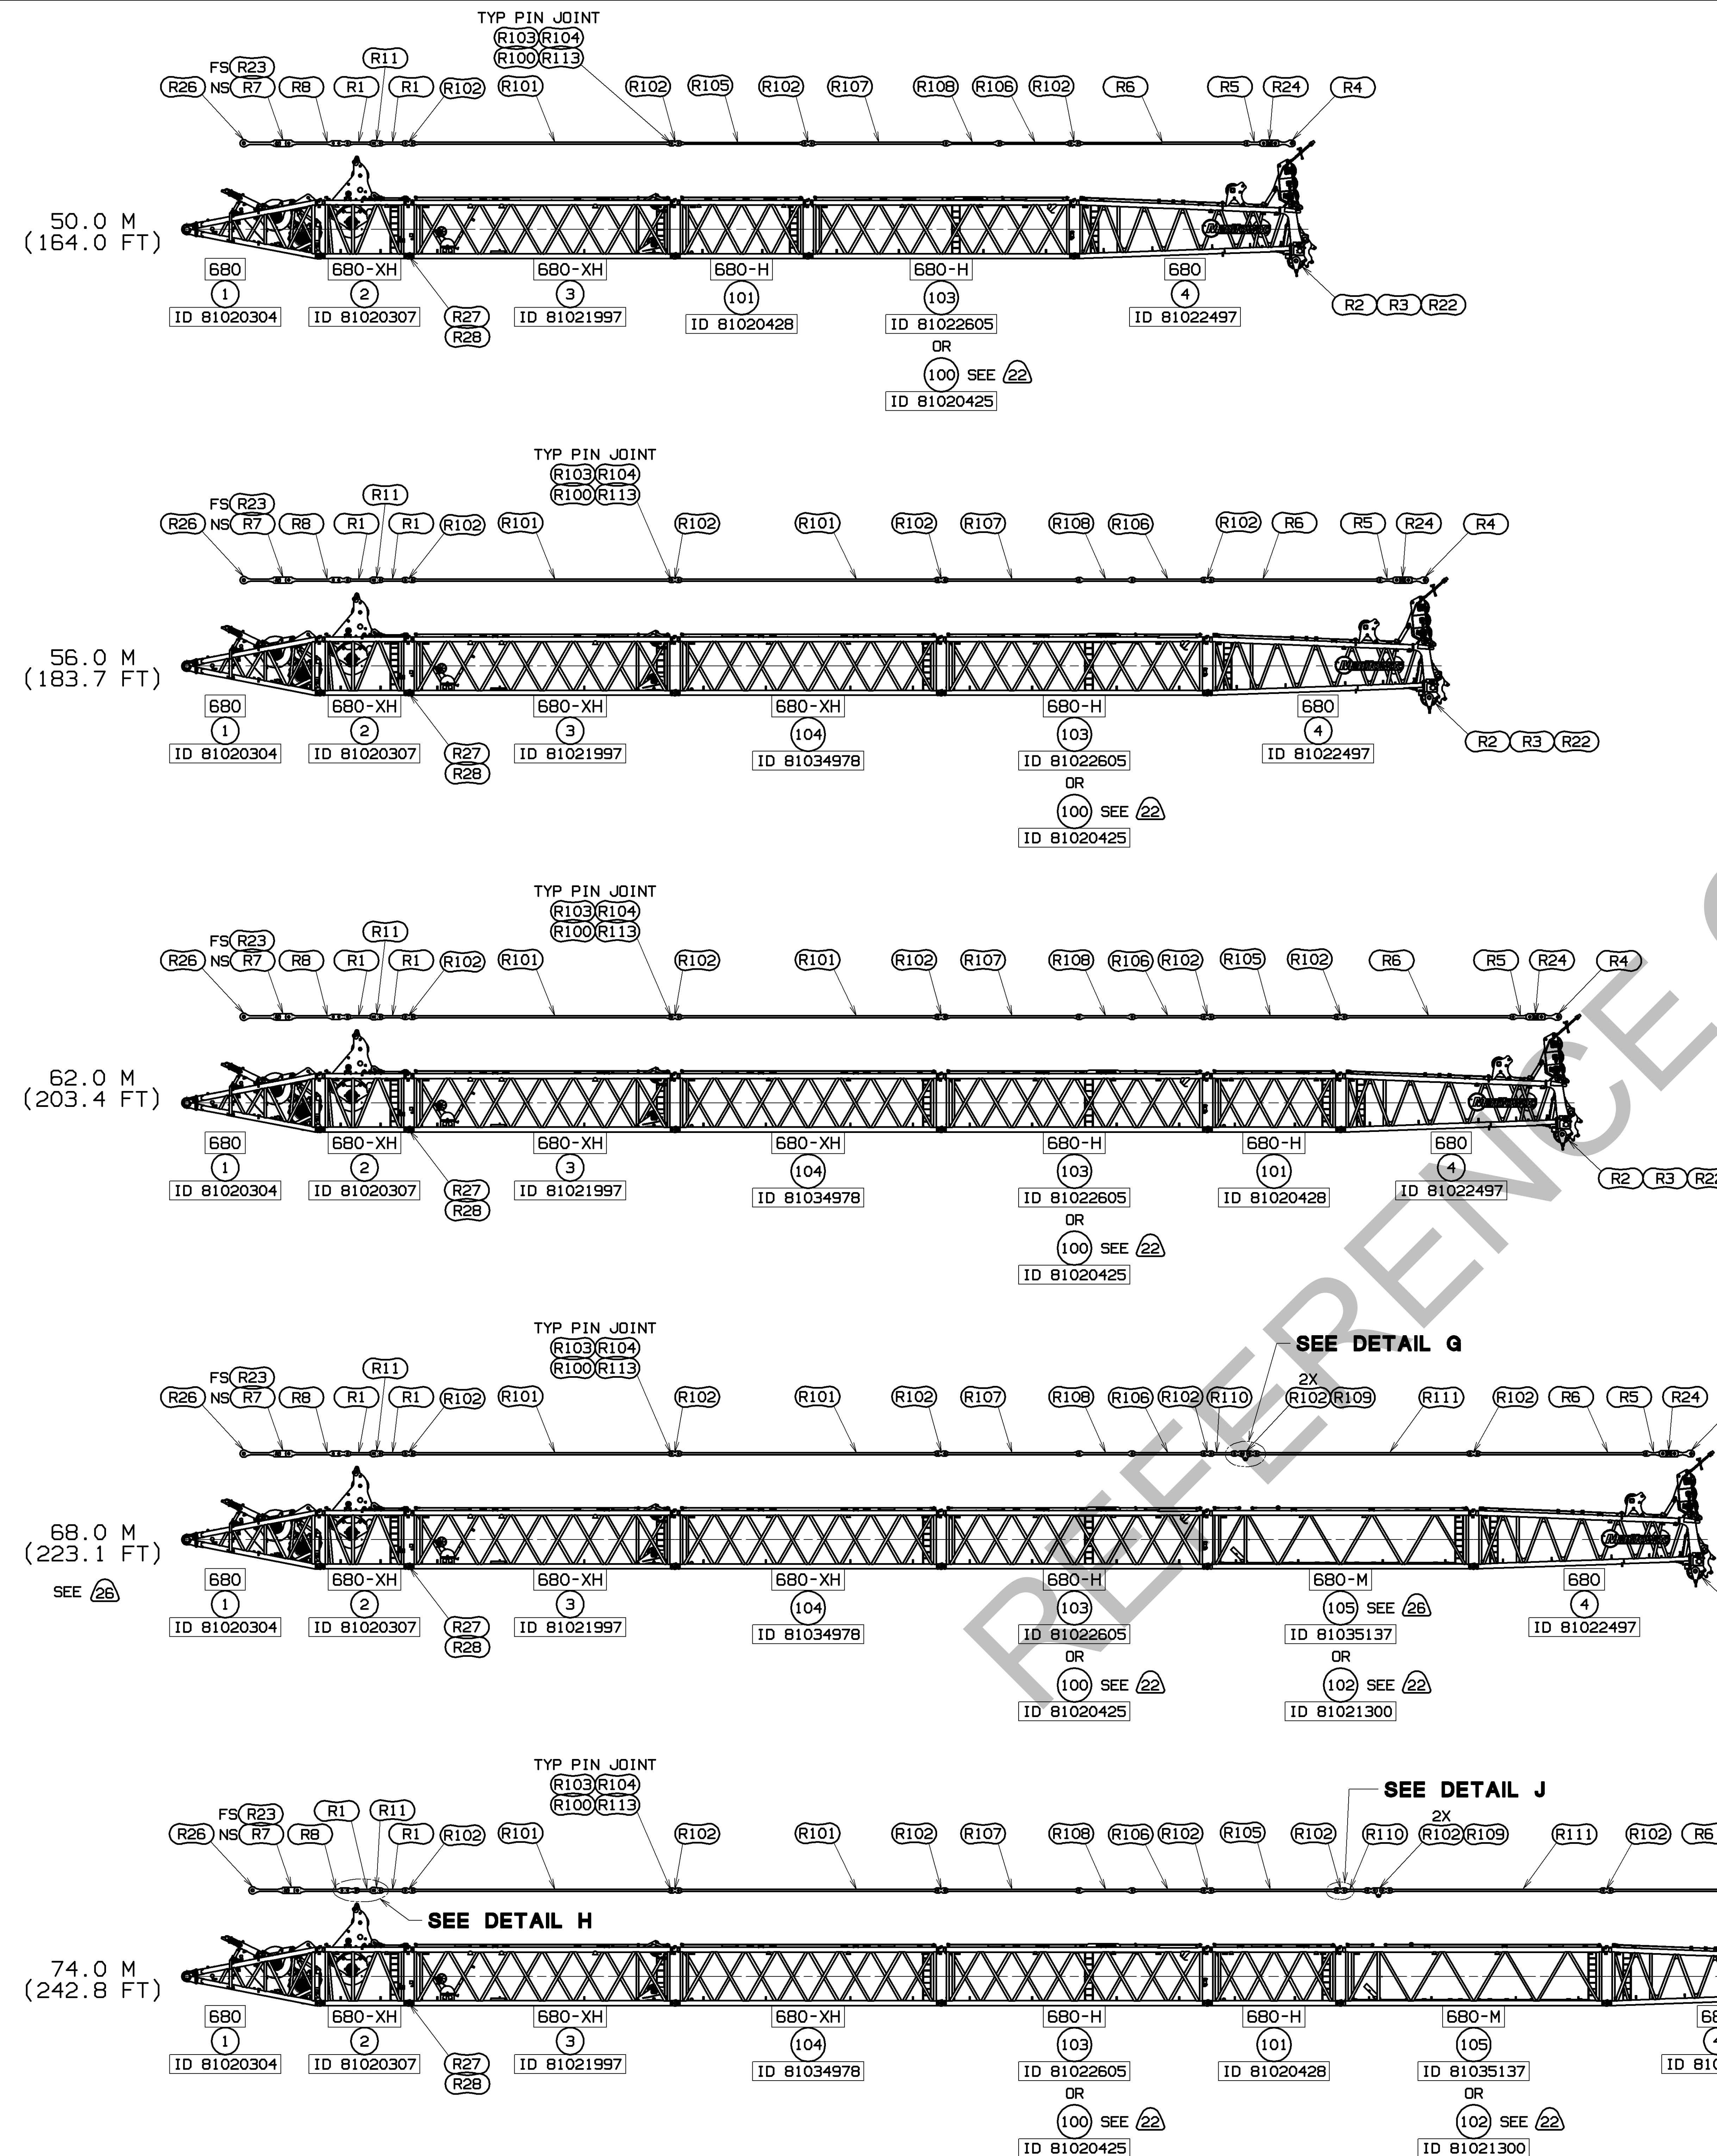 TYP PIN JOINT
R103 R104
R11 R100 R113
FS R23
R26 NS R7 R8 R1 R1 R102 R101 R102 R105 R102 R107 R108 R106 R102 R6 R5 R24 R4
50.0 M
(164.0 FT)
680 680-XH 680-XH 680-H 680-H 680
1 2 3 101 103 4
ID 81020304 ID 81020307 R27 ID 81021997 ID 81020428 ID 81022605 ID 81022497 R2 R3 R22
R28
OR
100 SEE 22
ID 81020425
TYP PIN JOINT
R103 R104
R11 R100 R113
FS R23
R26 NS R7 R8 R1 R1 R102 R101 R102 R101 R102 R107 R108 R106 R102 R6 R5 R24 R4
56.0 M
(183.7 FT)
680 680-XH 680-XH 680-XH 680-H 680
1 2 3 104 103 4
ID 81020304 ID 81020307 R27 ID 81021997 ID 81034978 ID 81022605 ID 81022497 R2 R3 R22
R28
OR
100 SEE 22
ID 81020425
TYP PIN JOINT
R103 R104
R11 R100 R113
FS R23
R26 NS R7 R8 R1 R1 R102 R101 R102 R101 R102 R107 R108 R106 R102 R105 R102 R6 R5 R24 R4
62.0 M
(203.4 FT)
680 680-XH 680-XH 680-XH 680-H 680-H 680
1 2 3 104 103 101 4
ID 81020304 ID 81020307 R27 ID 81021997 ID 81034978 ID 81022605 ID 81020428 ID 81022497 R2 R3 R22
R28
OR
100 SEE 22
ID 81020425
TYP PIN JOINT
R103 R104
SEE DETAIL G
R11 R100 R113
FS R23
2X
R26 NS R7 R8 R1 R1 R102 R101 R102 R101 R102 R107 R108 R106 R102 R110 R102 R109 R111 R102 R6 R5 R24
68.0 M
(223.1 FT)
SEE 26
680 680-XH 680-XH 680-XH 680-H 680-M 680
1 2 3 104 103 105 SEE 26 4
ID 81020304 ID 81020307 R27 ID 81021997 ID 81034978 ID 81022605 ID 81035137 ID 81022497
R28
OR OR
100 SEE 22 102 SEE 22
ID 81020425 ID 81021300
TYP PIN JOINT
R103 R104
SEE DETAIL J
R100 R113
FS R23 R1 R11
2X
R26 NS R7 R8 R1 R102 R101 R102 R101 R102 R107 R108 R106 R102 R105 R102 R110 R102 R109 R111 R102 R6
SEE DETAIL H
74.0 M
(242.8 FT)
680 680-XH 680-XH 680-XH 680-H 680-H 680-M
1 2 3 104 103 101 105
ID 81020304 ID 81020307 R27 ID 81021997 ID 81034978 ID 81022605 ID 81020428 ID 81035137
R28
OR OR
100 SEE 22 102 SEE 22
ID 81020425 ID 81021300
REFERENCE